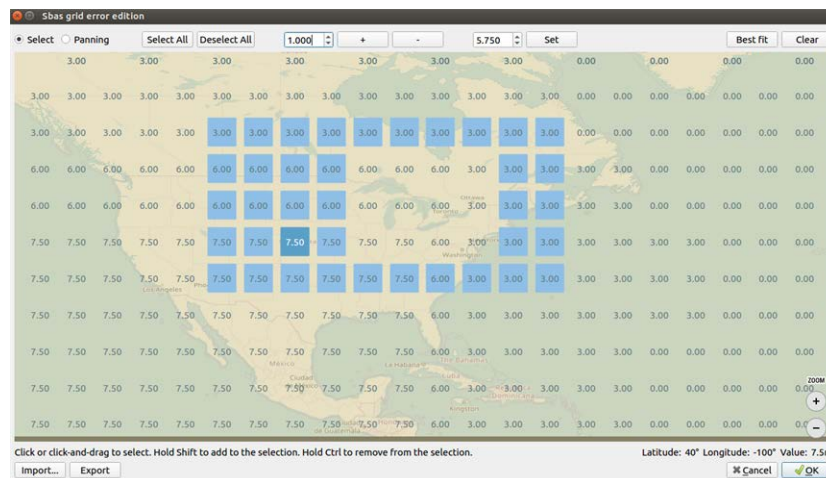 Sbas grid error edition
Select Panning Select All Deselect All 1.000 + - 5.750 Set Best fit Clear
3.00 3.00 3.00 3.00 3.00 3.00 3.00 0.00 0.00 0.00 0.00
3.00 3.00 3.00 3.00 3.00 3.00 3.00 3.00 3.00 3.00 3.00 3.00 3.00 3.00 3.00 0.00 0.00 0.00 0.00 0.00 0.00 0.00
3.00 3.00 3.00 3.00 3.00 3.00 3.00 3.00 3.00 3.00 3.00 3.00 3.00 3.00 3.00 0.00 0.00 0.00 0.00 0.00 0.00 0.00
6.00 6.00 6.00 6.00 6.00 6.00 6.00 6.00 6.00 6.00 6.00 6.00 3.00 3.00 3.00 3.00 3.00 0.00 0.00 0.00 0.00 0.00
Ottawa
6.00 6.00 6.00 6.00 6.00 6.00 6.00 6.00 6.00 6.00 6.00 6.00 3.00 3.00 3.00 3.00 3.00 0.00 0.00 0.00 0.00 0.00
Toronto
7.50 7.50 7.50 7.50 7.50 7.50 7.50 7.50 7.50 7.50 7.50 6.00 3.00 3.00 3.00 3.00 3.00 3.00 3.00 0.00 0.00 0.00
Washington
7.50 7.50 7.50 7.50 7.50 7.50 7.50 7.50 7.50 7.50 7.50 6.00 3.00 3.00 3.00 3.00 3.00 3.00 3.00 0.00 0.00 0.00
Los Angeles
7.50 7.50 7.50 7.50 7.50 7.50 7.50 7.50 7.50 7.50 7.50 6.00 3.00 3.00 3.00 3.00 3.00 3.00 3.00 0.00 0.00 0.00
7.50 7.50 7.50 7.50 7.50 7.50 7.50 7.50 7.50 7.50 7.50 6.00 3.00 3.00 3.00 3.00 3.00 0.00 0.00 0.00 0.00 0.00
México La Habana The Bahamas
7.50 7.50 7.50 7.50 7.50 7.50 7.50 7.50 7.50 7.50 7.50 6.00 3.00 3.00 3.00 3.00 3.00 0.00 0.00 0.00 0.00 0.00
ZOOM
+
Kingston
7.50 7.50 7.50 7.50 7.50 7.50 7.50 7.50 7.50 7.50 7.50 6.00 3.00 3.00 3.00 3.00 3.00 0.00 0.00 0.00 0.00 0.0
-
Click or click-and-drag to select. Hold Shift to add to the selection. Hold Ctrl to remove from the selection. Latitude: 40° Longitude: -100° Value: 7.5
Import... Export Cancel OK